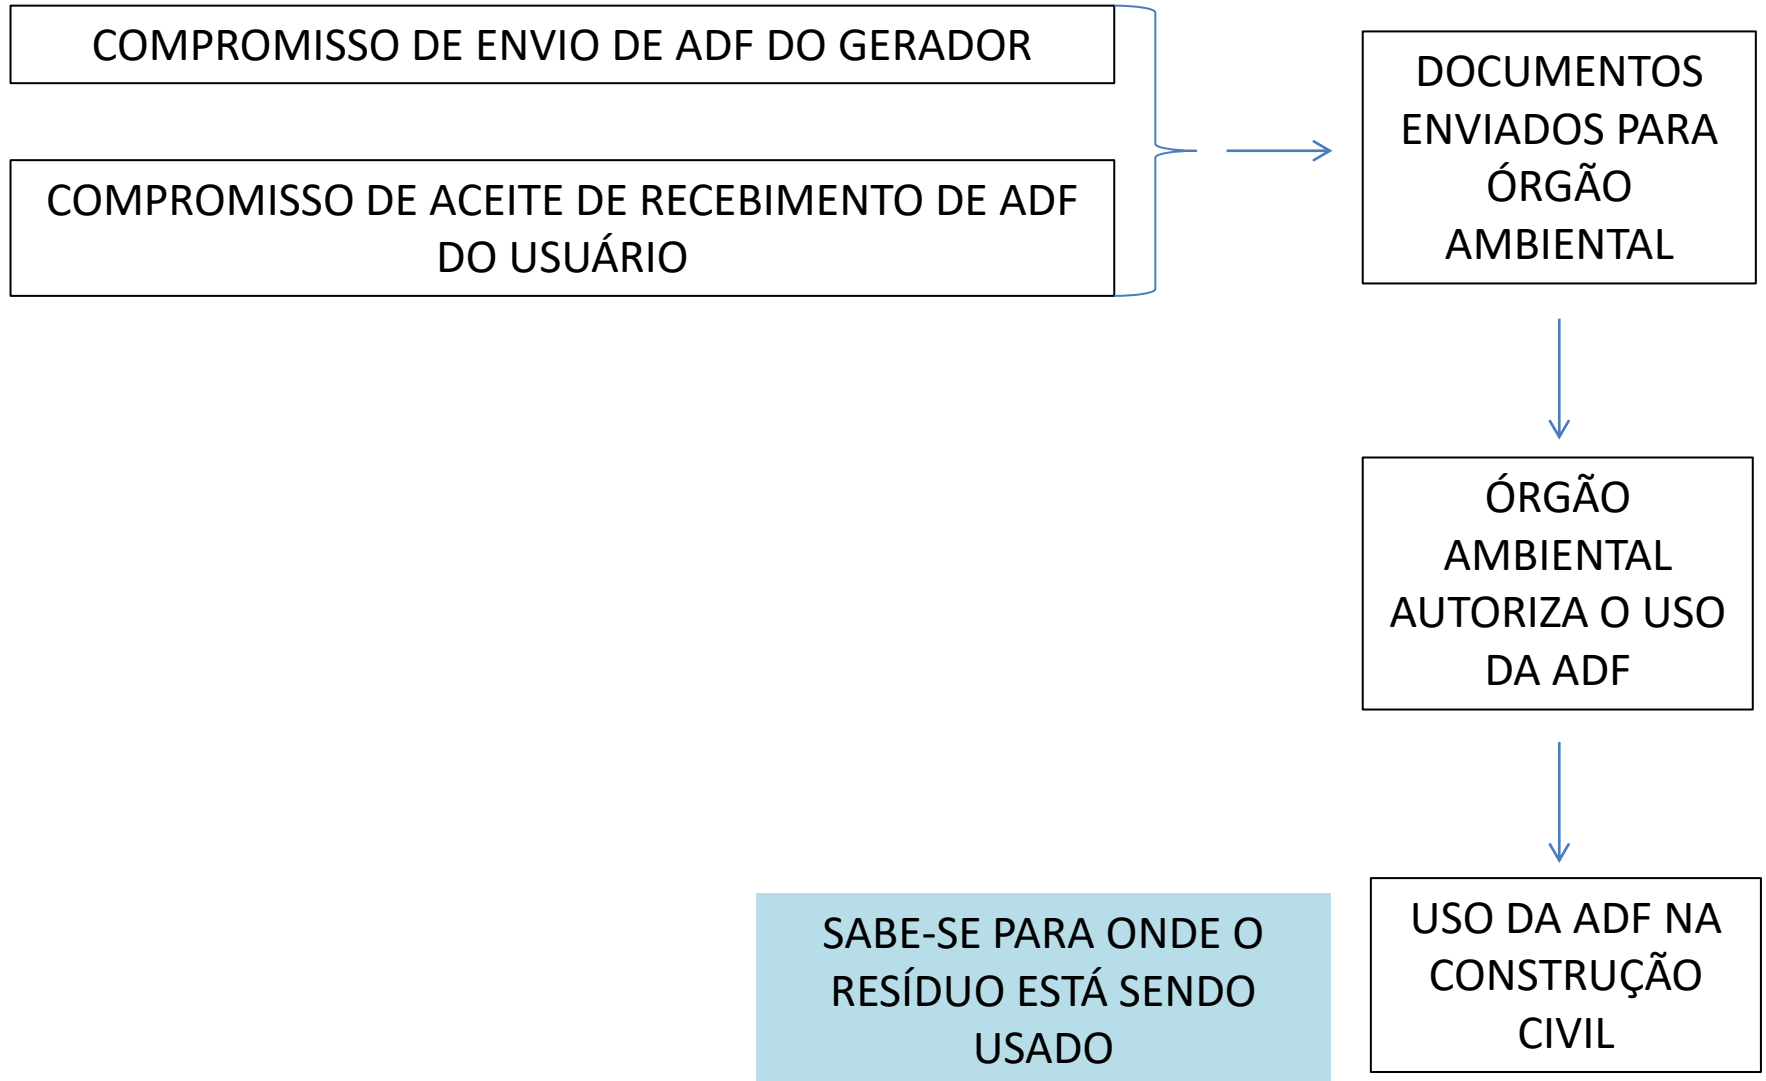 COMPROMISSO DE ENVIO DE ADF DO GERADOR
COMPROMISSO DE ACEITE DE RECEBIMENTO DE ADF
DO USUÁRIO
DOCUMENTOS
ENVIADOS PARA
ÓRGÃO
AMBIENTAL
ÓRGÃO
AMBIENTAL
AUTORIZA O USO
DA ADF
USO DA ADF NA
CONSTRUÇÃO
CIVIL
SABE-SE PARA ONDE O
RESÍDUO ESTÁ SENDO
USADO